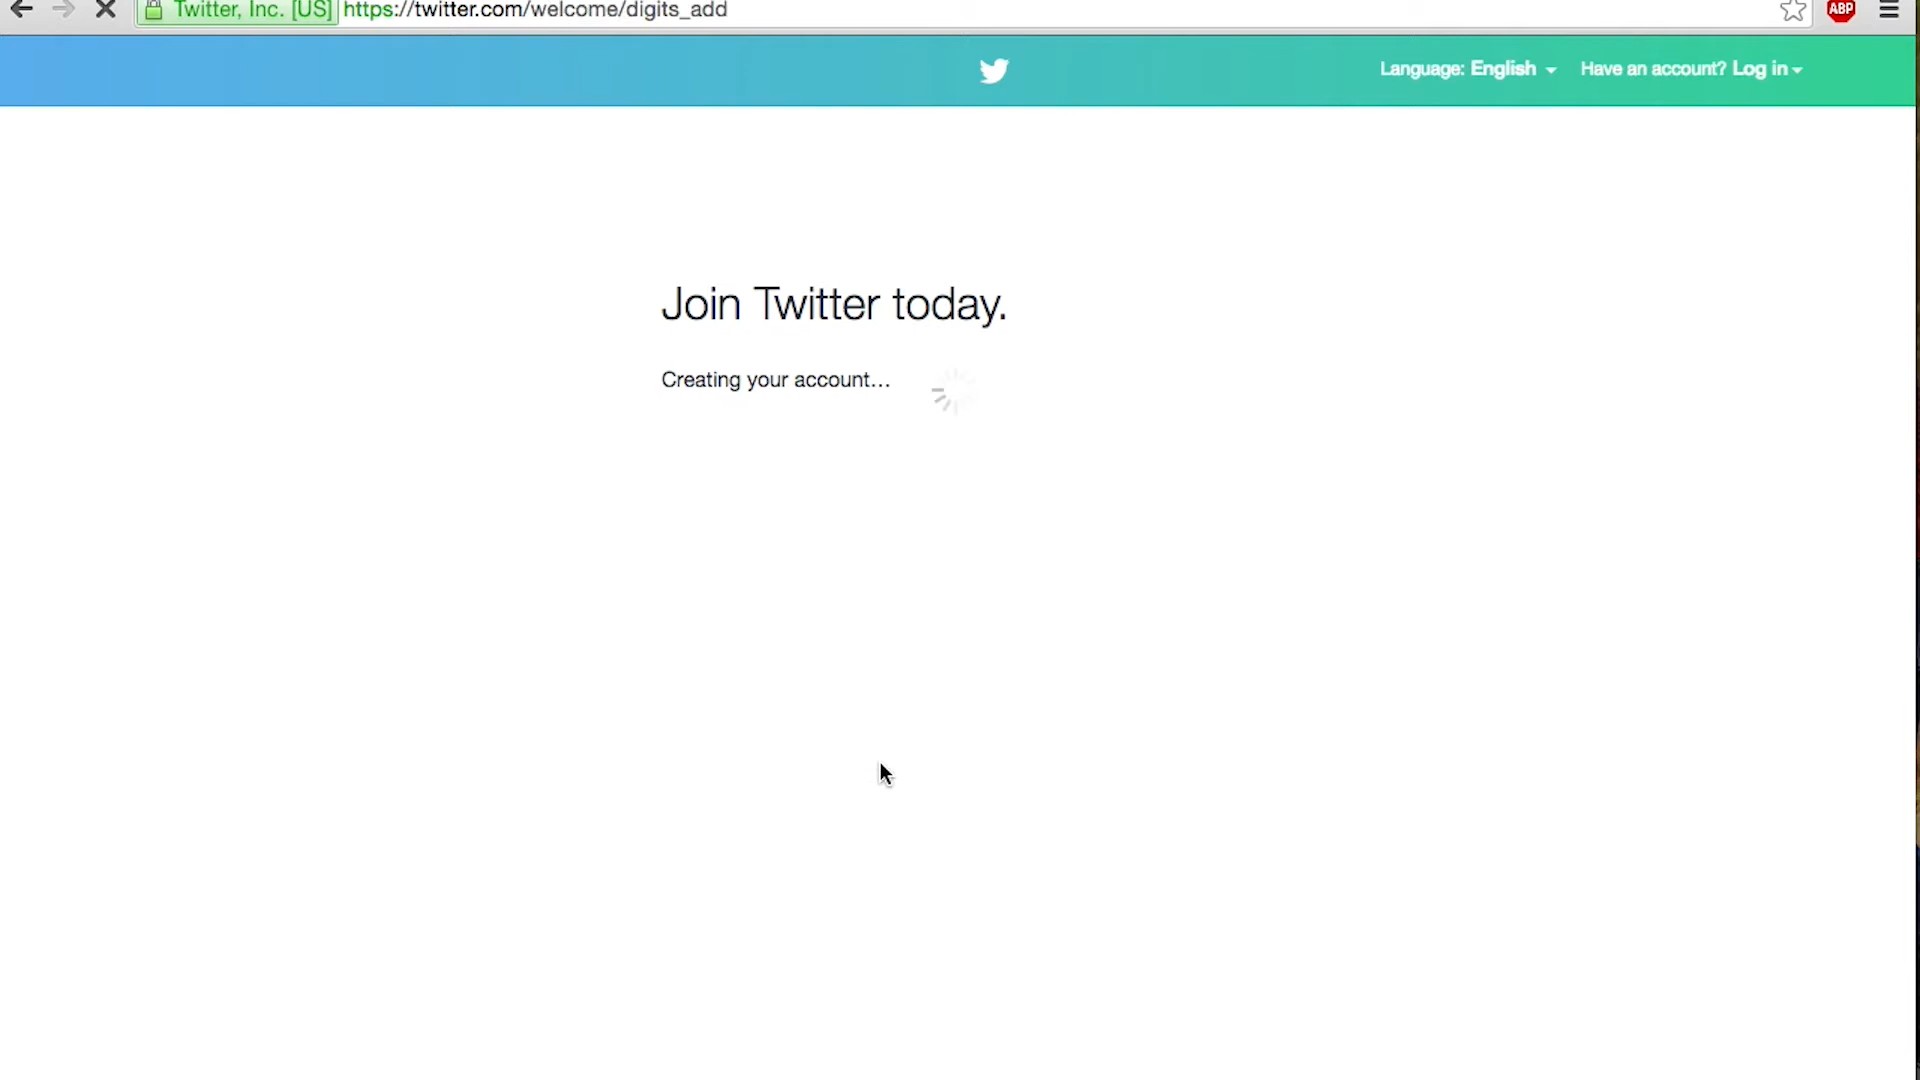 Twitter, Inc. [US] https://twitter.com/welcome/digits_add
ABP
Language: English Have an account? Log in
Join Twitter today.
Creating your account...